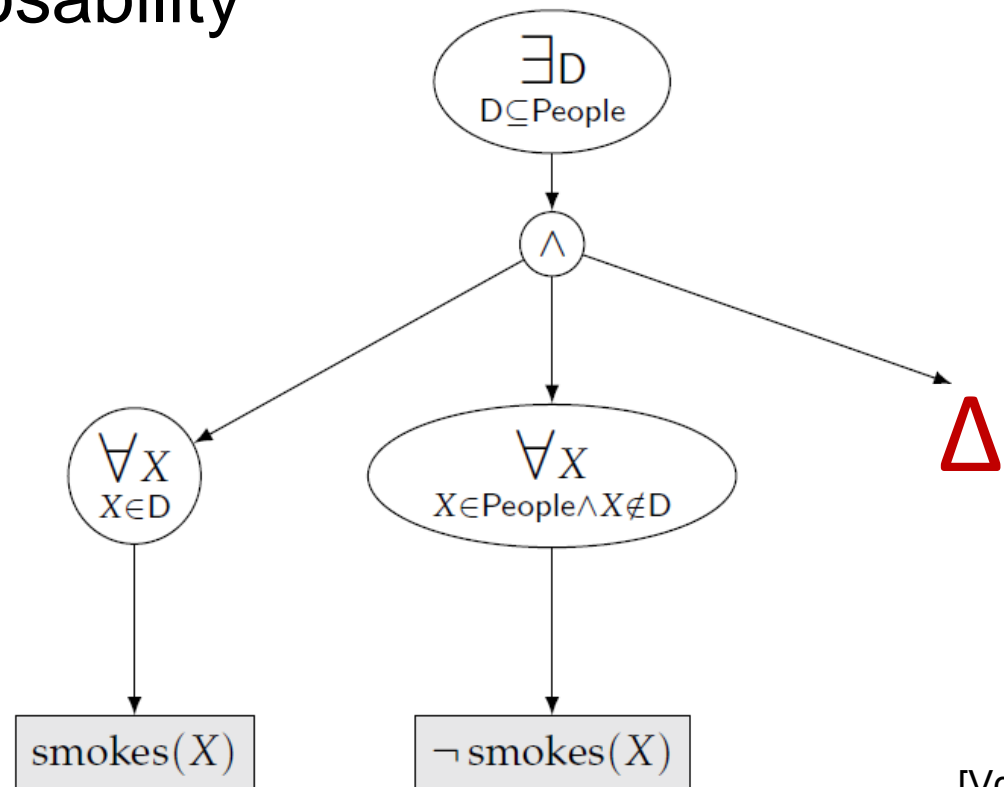 ∃D
D⊆People
∧
Δ
∀X
X∈D
∀X
X∈People∧X∉D
smokes(X)
¬ smokes(X)